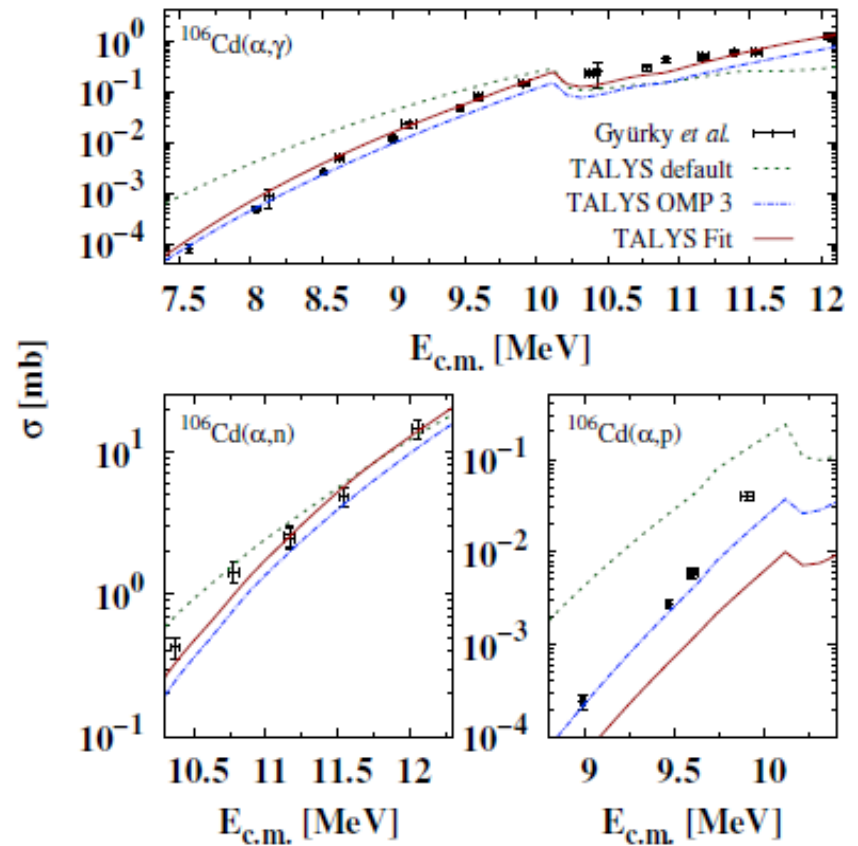 10⁰
10⁻¹
10⁻²
10⁻³
10⁻⁴
¹⁰⁶Cd(α,γ)
Gyürky et al.
TALYS default
TALYS OMP 3
TALYS Fit
7.5 8 8.5 9 9.5 10 10.5 11 11.5 12
E_c.m. [MeV]
σ [mb]
¹⁰⁶Cd(α,n)
10¹
10⁰
10⁻¹
10.5 11 11.5 12
E_c.m. [MeV]
¹⁰⁶Cd(α,p)
10⁻¹
10⁻²
10⁻³
10⁻⁴
9 9.5 10
E_c.m. [MeV]